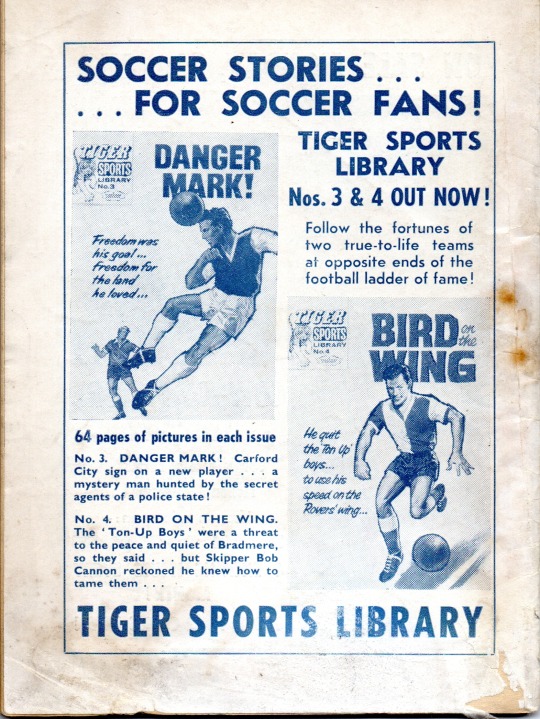 SOCCER STORIES . . .
. . . FOR SOCCER FANS!
TIGER
SPORTS
LIBRARY
No.3
DANGER
MARK!
Freedom was
his goal...
freedom for
the land
he loved...
TIGER SPORTS
LIBRARY
Nos. 3 & 4 OUT NOW!
Follow the fortunes of
two true-to-life teams
at opposite ends of the
football ladder of fame!
TIGER
SPORTS
LIBRARY
No.4
BIRD on
the
WING
He quit
the 'Ton Up'
boys...
to use his
speed on the
Rovers' wing...
64 pages of pictures in each issue
No. 3. DANGER MARK! Carford
City sign on a new player . . . a
mystery man hunted by the secret
agents of a police state!
No. 4. BIRD ON THE WING.
The ' Ton-Up Boys ' were a threat
to the peace and quiet of Bradmere,
so they said . . . but Skipper Bob
Cannon reckoned he knew how to
tame them . . .
TIGER SPORTS LIBRARY